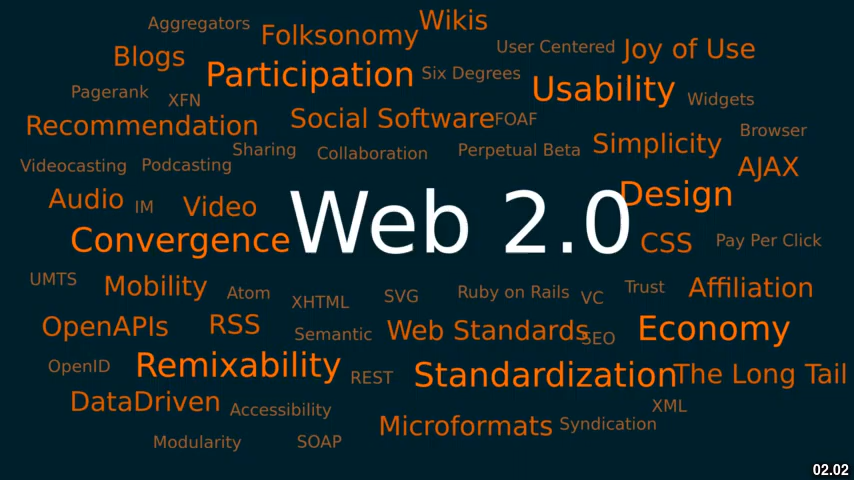 Aggregators Folksonomy Wikis
Blogs User Centered Joy of Use
Participation Six Degrees Usability
Pagerank XFN Widgets
Recommendation Social Software FOAF
Browser
Sharing Collaboration Perpetual Beta Simplicity
Videocasting Podcasting AJAX
Audio IM Video Design
Web 2.0
Convergence CSS Pay Per Click
UMTS Mobility Atom XHTML SVG Ruby on Rails VC Trust Affiliation
OpenAPIs RSS Semantic Web Standards SEO Economy
OpenID Remixability REST Standardization The Long Tail
DataDriven Accessibility XML
Microformats Syndication
Modularity SOAP
02.02